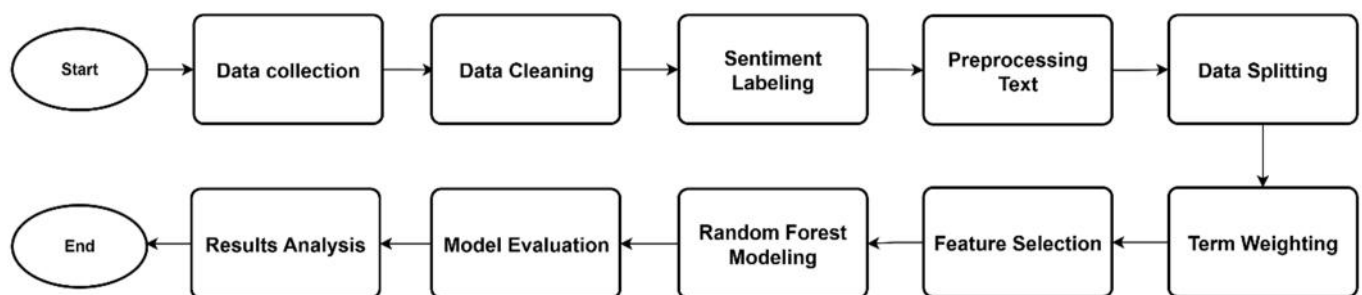 Start
Data collection
Data Cleaning
Sentiment
Labeling
Preprocessing
Text
Data Splitting
Term Weighting
Feature Selection
Random Forest
Modeling
Model Evaluation
Results Analysis
End